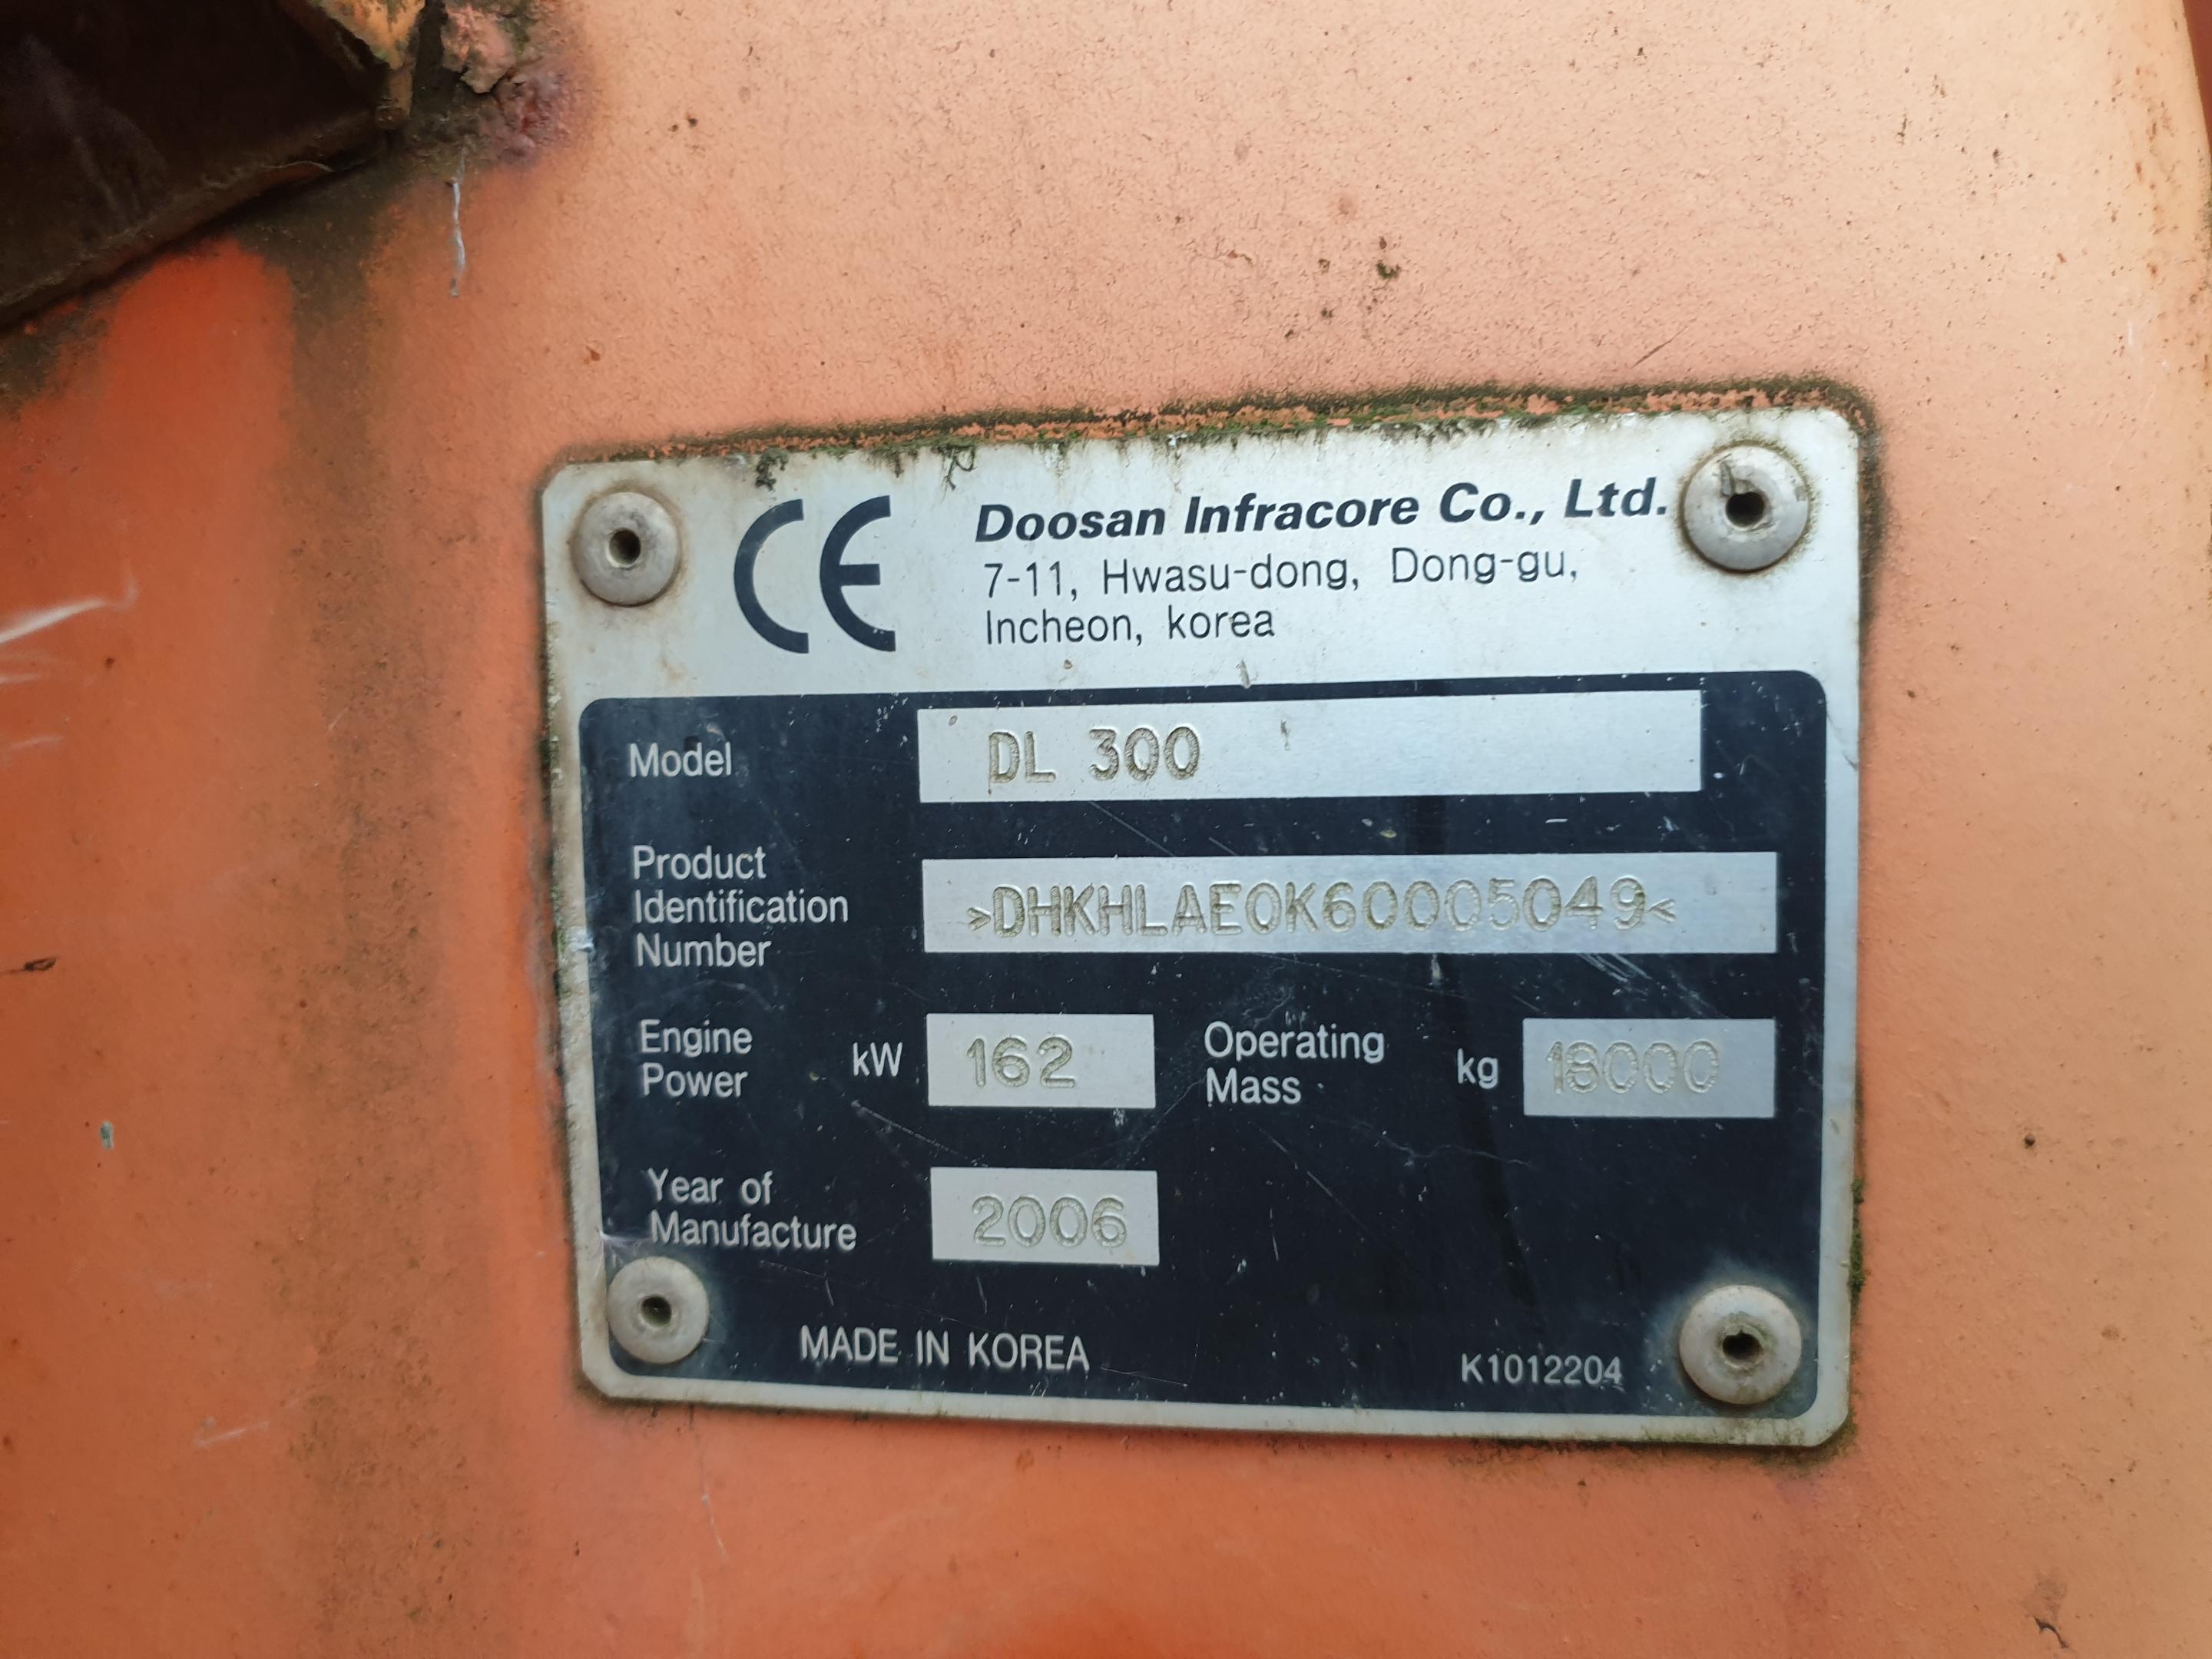 CE
Doosan Infracore Co., Ltd.
7-11, Hwasu-dong, Dong-gu,
Incheon, korea
Model DL 300
Product
Identification
Number
>DHKHLAEOK60005049<
Engine
Power
kW 162
Operating
Mass
kg 18000
Year of
Manufacture
2006
MADE IN KOREA
K1012204